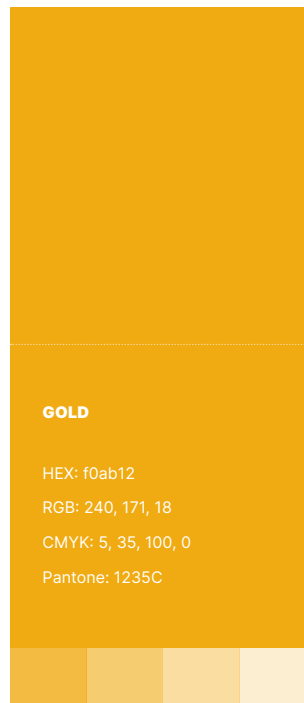 GOLD
HEX: f0ab12
RGB: 240, 171, 18
CMYK: 5, 35, 100, 0
Pantone: 1235C